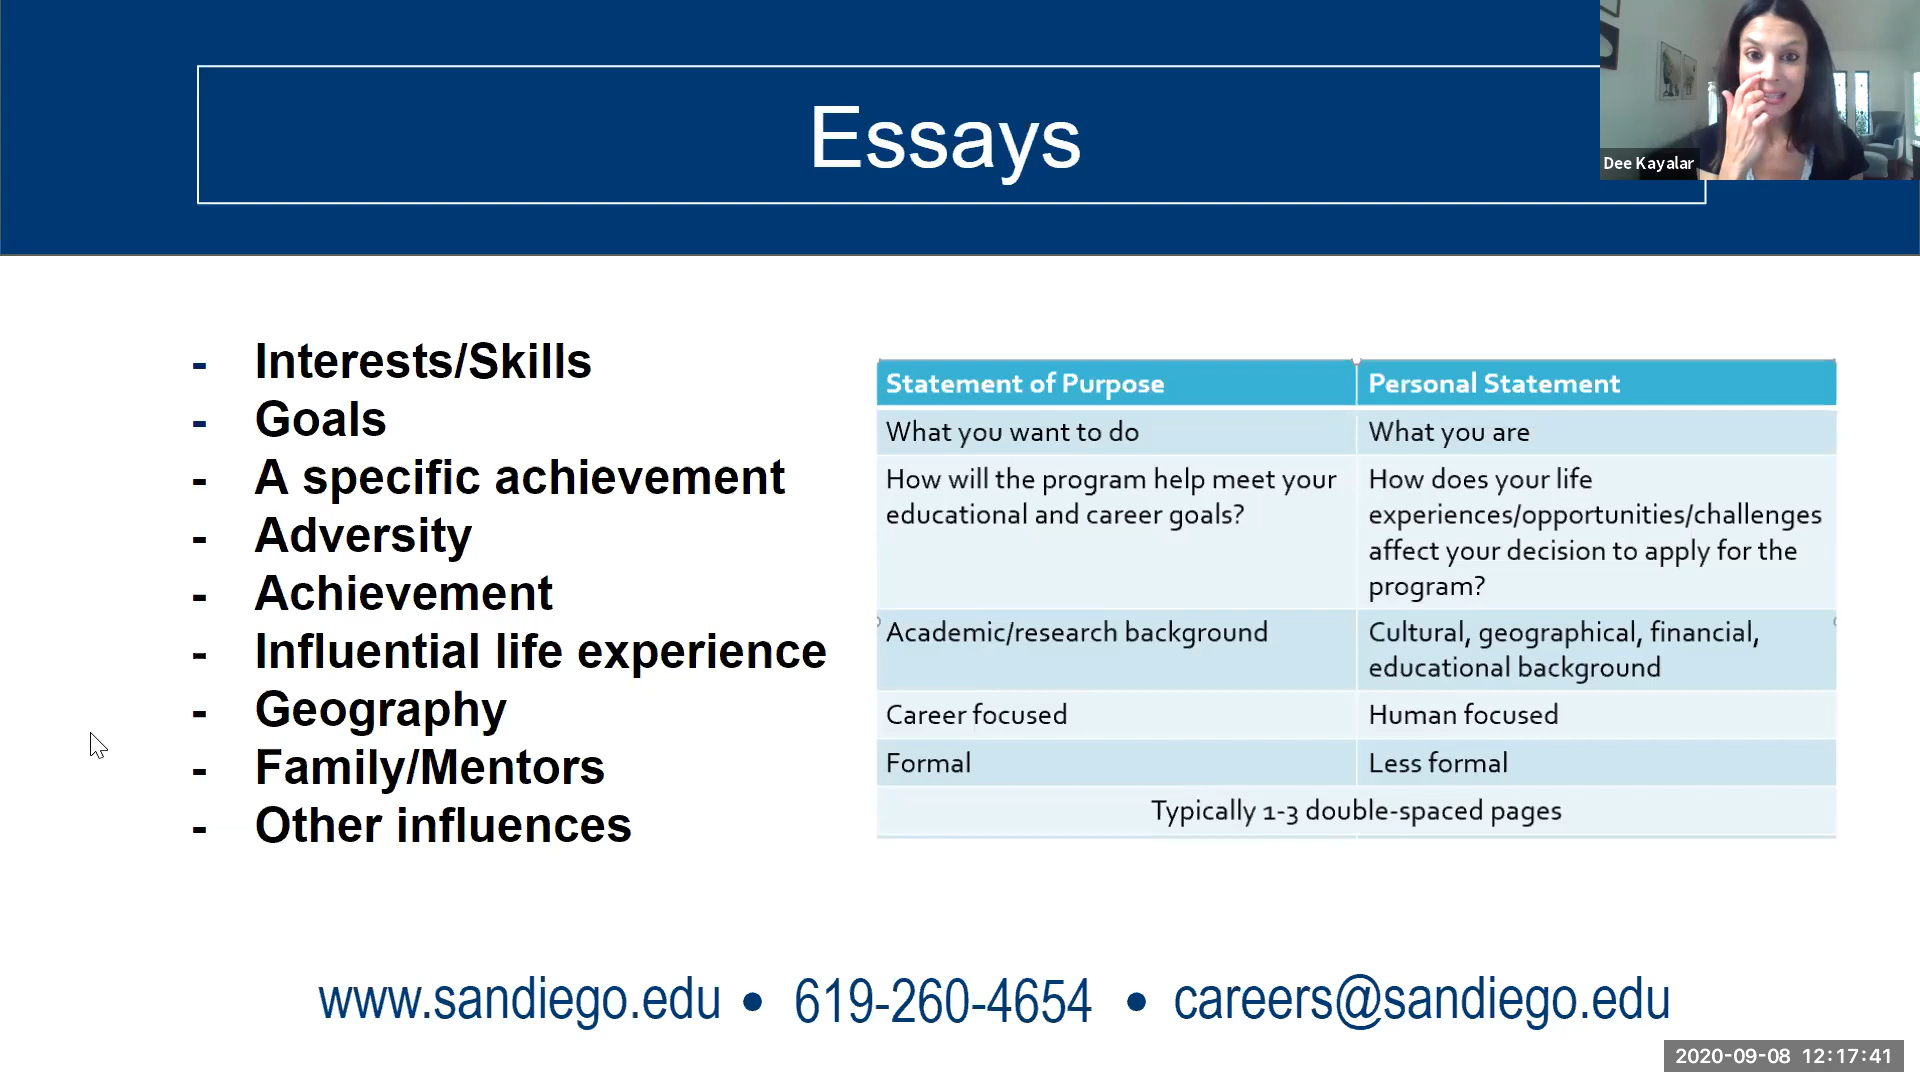 Essays
Dee Kayalar
- Interests/Skills
- Goals
- A specific achievement
- Adversity
- Achievement
- Influential life experience
- Geography
- Family/Mentors
- Other influences
Statement of Purpose
Personal Statement
What you want to do
What you are
How will the program help meet your
educational and career goals?
How does your life
experiences/opportunities/challenges
affect your decision to apply for the
program?
Academic/research background
Cultural, geographical, financial,
educational background
Career focused
Human focused
Formal
Less formal
Typically 1-3 double-spaced pages
www.sandiego.edu • 619-260-4654 • careers@sandiego.edu
2020-09-08 12:17:41